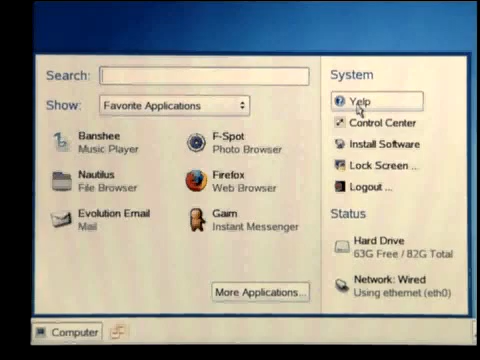 Search:
Show:
Favorite Applications
Banshee
Music Player
F-Spot
Photo Browser
Nautilus
File Browser
Firefox
Web Browser
Evolution Email
Mail
Gaim
Instant Messenger
More Applications...
System
Yelp
Control Center
Install Software
Lock Screen ...
Logout ...
Status
Hard Drive
63G Free / 82G Total
Network: Wired
Using ethernet (eth0)
Computer